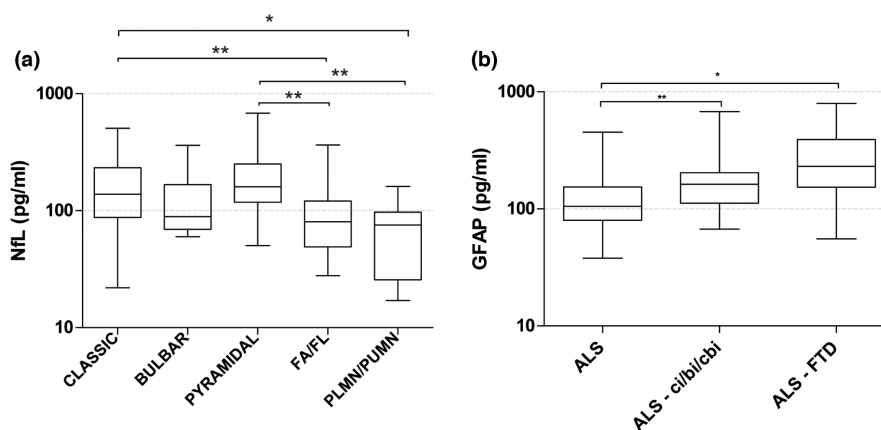 (a)
*
**
**
**
NfL (pg/ml)
1000
100
10
CLASSIC
BULBAR
PYRAMIDAL
FA/FL
PLMN/PUMN
(b)
*
**
GFAP (pg/ml)
1000
100
10
ALS
ALS - ci/bi/cbi
ALS - FTD